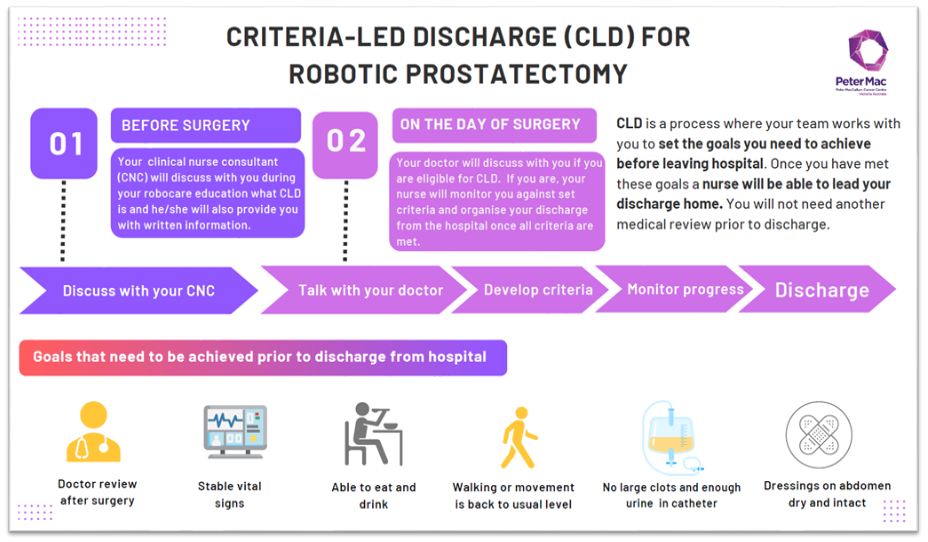 CRITERIA-LED DISCHARGE (CLD) FOR
ROBOTIC PROSTATECTOMY
Peter Mac
Peter MacCallum Cancer Centre
Victoria Australia
01
BEFORE SURGERY
Your clinical nurse consultant
(CNC) will discuss with you during
your robocare education what CLD
is and he/she will also provide you
with written information.
02
ON THE DAY OF SURGERY
Your doctor will discuss with you if you
are eligible for CLD. If you are, your
nurse will monitor you against set
criteria and organise your discharge
from the hospital once all criteria are
met.
CLD is a process where your team works with
you to set the goals you need to achieve
before leaving hospital. Once you have met
these goals a nurse will be able to lead your
discharge home. You will not need another
medical review prior to discharge.
Discuss with your CNC
Talk with your doctor
Develop criteria
Monitor progress
Discharge
Goals that need to be achieved prior to discharge from hospital
Doctor review
after surgery
Stable vital
signs
Able to eat and
drink
Walking or movement
is back to usual level
No large clots and enough
urine in catheter
Dressings on abdomen
dry and intact